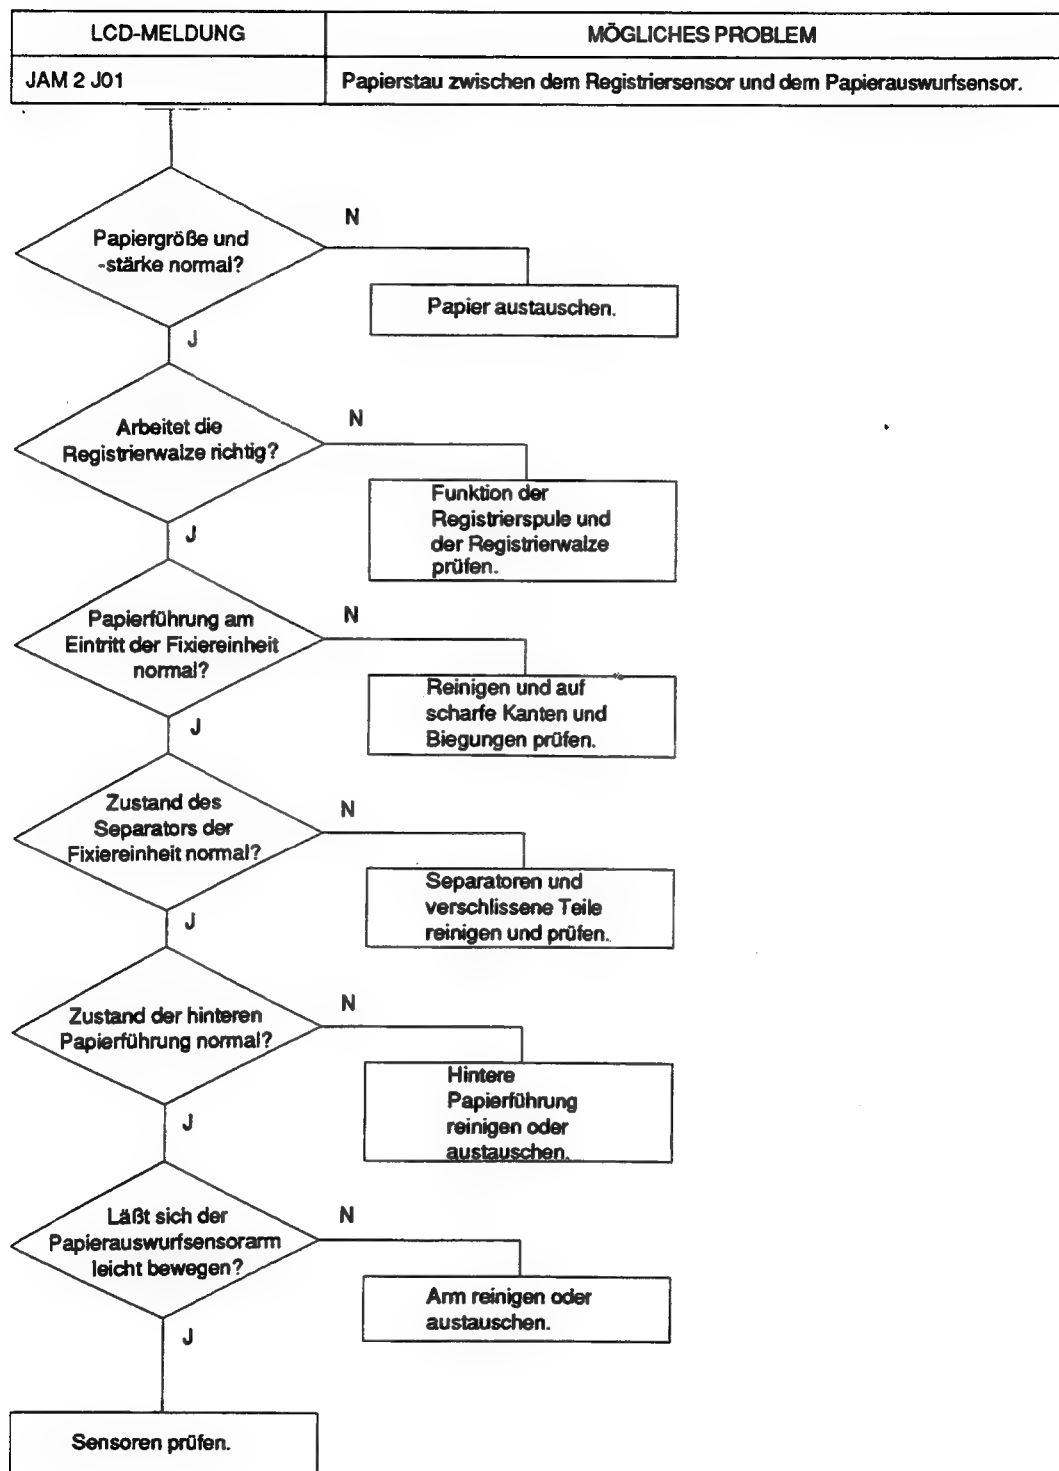 LCD-MELDUNG
MÖGLICHES PROBLEM
JAM 2 J01
Papierstau zwischen dem Registriersensor und dem Papierauswurfsensor.
Papiergröße und
-stärke normal?
N
Papier austauschen.
J
Arbeitet die
Registrierwalze richtig?
N
Funktion der
Registrierspule und
der Registrierwalze
prüfen.
J
Papierführung am
Eintritt der Fixiereinheit
normal?
N
Reinigen und auf
scharfe Kanten und
Biegungen prüfen.
J
Zustand des
Separators der
Fixiereinheit normal?
N
Separatoren und
verschlissene Teile
reinigen und prüfen.
J
Zustand der hinteren
Papierführung normal?
N
Hintere
Papierführung
reinigen oder
austauschen.
J
Läßt sich der
Papierauswurfsensorarm
leicht bewegen?
N
Arm reinigen oder
austauschen.
J
Sensoren prüfen.